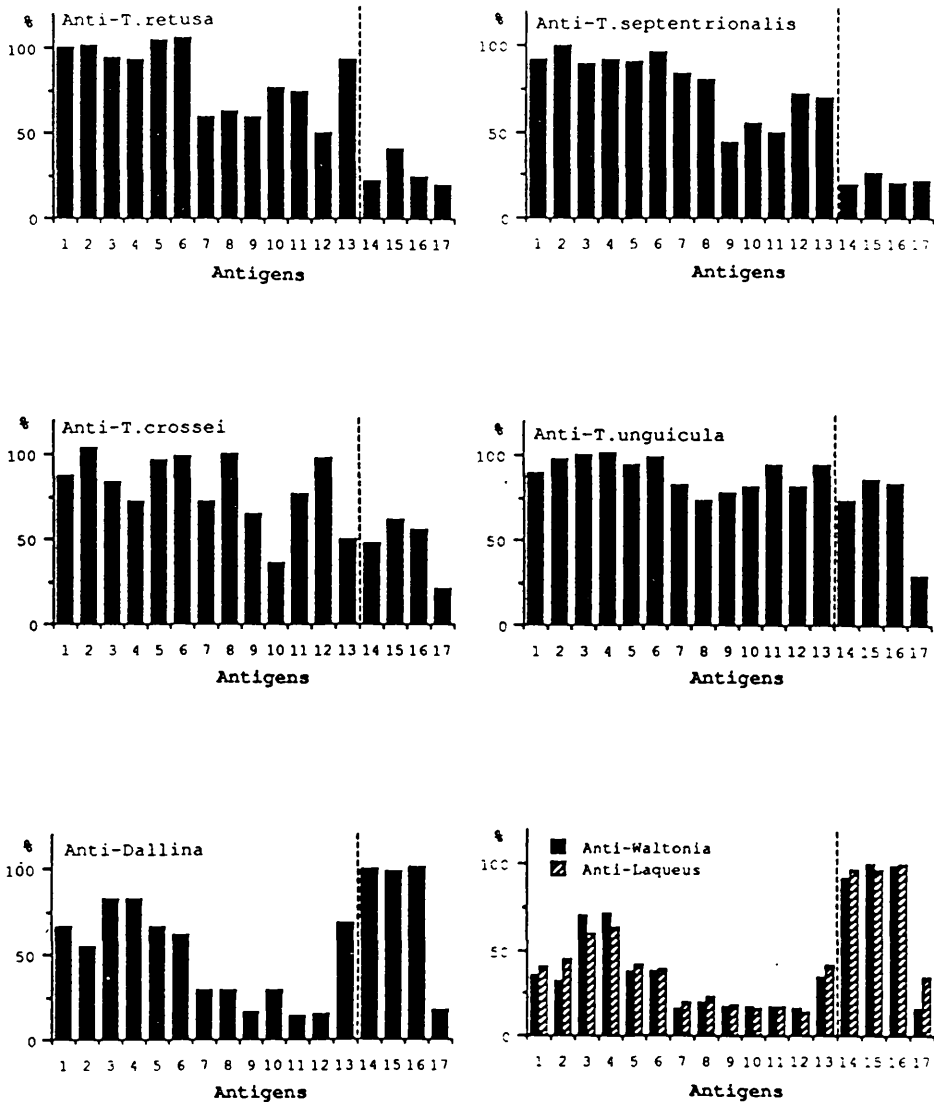 % Anti-T.retusa
100
50
0
1 2 3 4 5 6 7 8 9 10 11 12 13 14 15 16 17
Antigens
% Anti-T.septentrionalis
100
50
0
1 2 3 4 5 6 7 8 9 10 11 12 13 14 15 16 17
Antigens
% Anti-T.crossei
100
50
0
1 2 3 4 5 6 7 8 9 10 11 12 13 14 15 16 17
Antigens
% Anti-T.unguicula
100
50
0
1 2 3 4 5 6 7 8 9 10 11 12 13 14 15 16 17
Antigens
% Anti-Dallina
100
50
0
1 2 3 4 5 6 7 8 9 10 11 12 13 14 15 16 17
Antigens
% Anti-Waltonia
Anti-Laqueus
100
50
0
1 2 3 4 5 6 7 8 9 10 11 12 13 14 15 16 17
Antigens